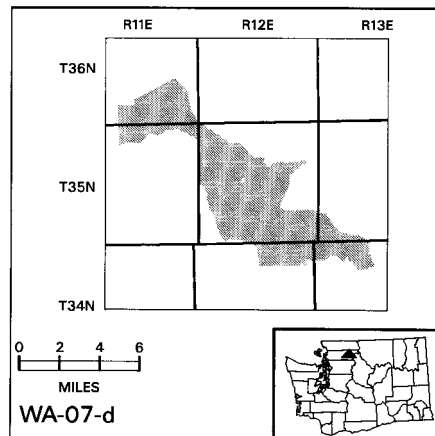 R11E R12E R13E
T36N
T35N
T34N
0 2 4 6
MILES
WA-07-d